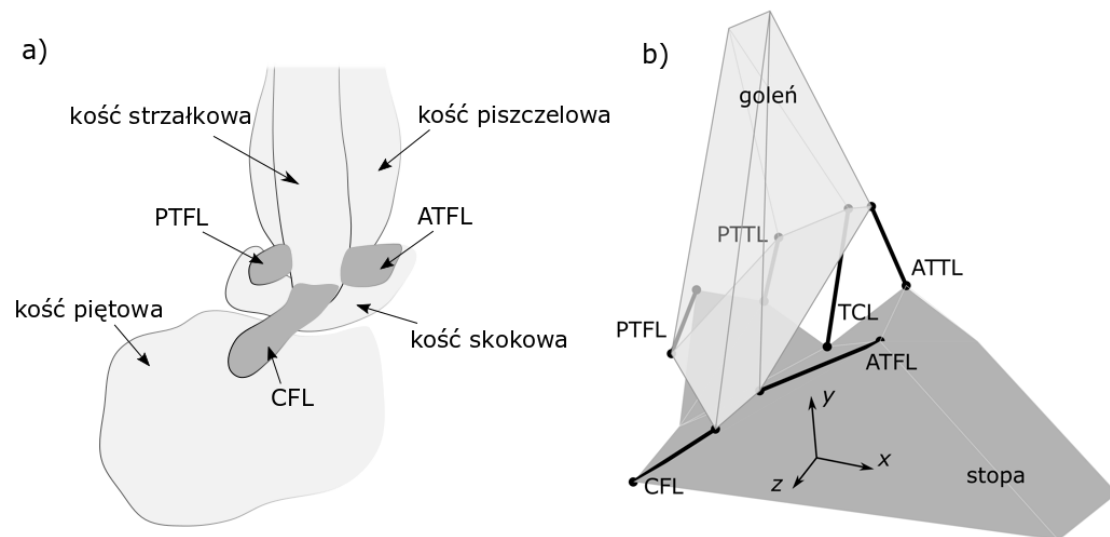 a)
kość strzałkowa
kość piszczelowa
PTFL
ATFL
kość piętowa
kość skokowa
CFL
b)
goleń
PTTL
ATTL
PTFL
TCL
ATFL
y
x
z
CFL
stopa